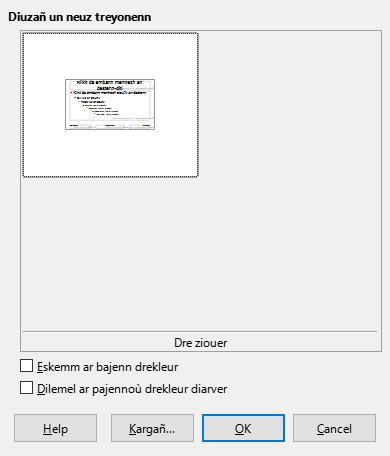 Diuzañ un neuz treyonenn
Klikit da embann mentrezh an
destenn-ditl
Dre ziouer
Eskemm ar bajenn drekleur
Dilemel ar pajennoù drekleur diarver
Help
Kargañ...
OK
Cancel